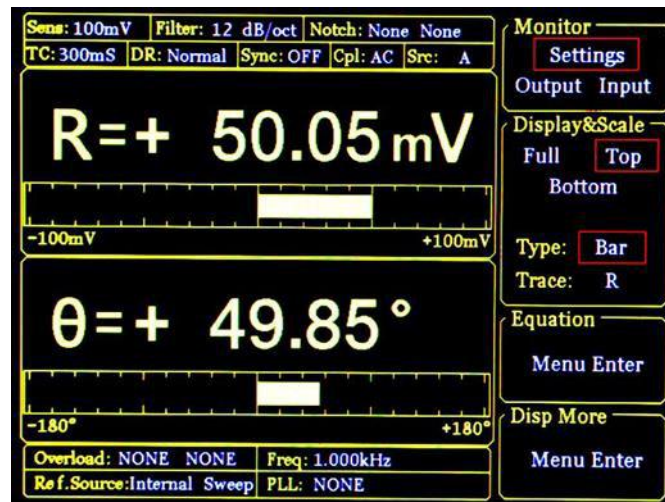 Sens: 100mV Filter: 12 dB/oct Notch: None None
TC: 300mS DR: Normal Sync: OFF Cpl: AC Src: A
R=+ 50.05 mV
-100mV +100mV
θ=+ 49.85°
-180° +180°
Overload: NONE NONE Freq: 1.000kHz
Ref.Source:Internal Sweep PLL: NONE
Monitor
Settings
Output Input
Display&Scale
Full Top
Bottom
Type: Bar
Trace: R
Equation
Menu Enter
Disp More
Menu Enter